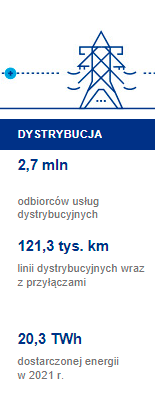 DYSTRYBUCJA
2,7 mln
odbiorców usług
dystrybucyjnych
121,3 tys. km
linii dystrybucyjnych wraz
z przyłączami
20,3 TWh
dostarczonej energii
w 2021 r.